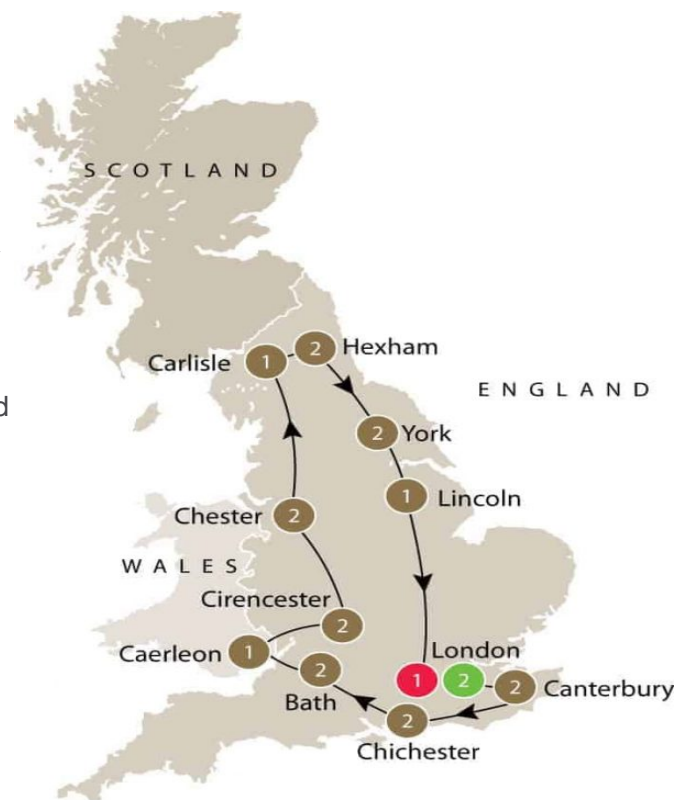 SCOTLAND
Carlisle 1 2 Hexham
ENGLAND
d
2 York
1 Lincoln
Chester 2
WALES
Cirencester
2
Caerleon 1
London
2
Bath
1 2 2 Canterbury
2
Chichester